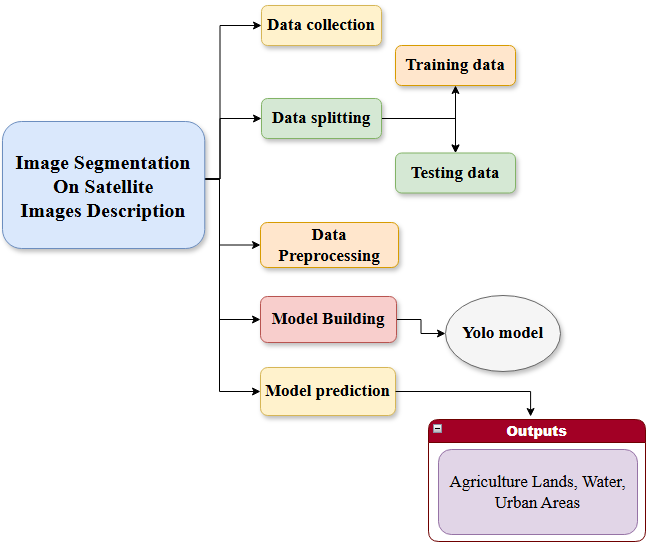 Data collection
Training data
Data splitting
Image Segmentation
On Satellite
Images Description
Testing data
Data
Preprocessing
Model Building
Yolo model
Model prediction
Outputs
Agriculture Lands, Water,
Urban Areas